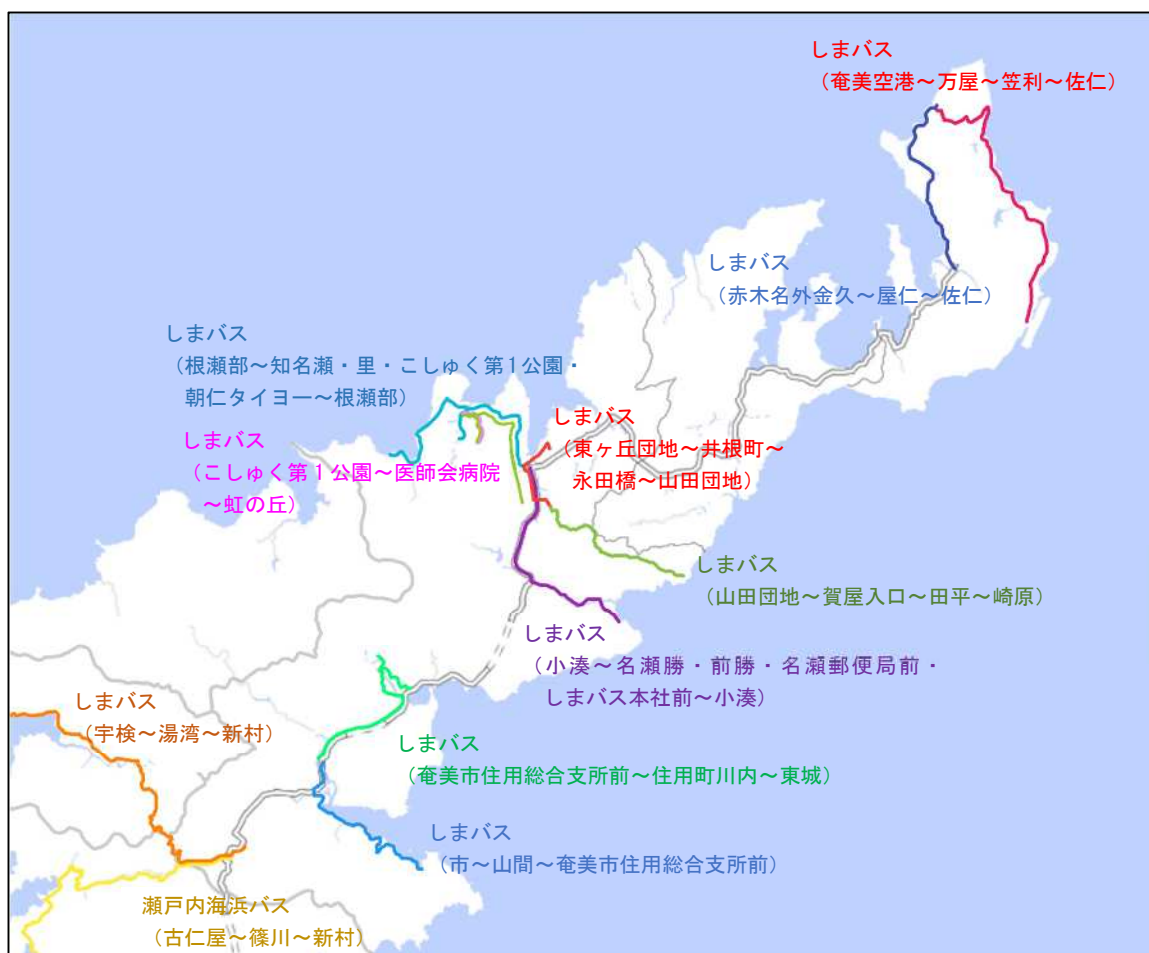 しまバス
（奄美空港～万屋～笠利～佐仁）
しまバス
（赤木名外金久～屋仁～佐仁）
しまバス
（根瀬部～知名瀬・里・こしゅく第１公園・
朝仁タイヨー～根瀬部）
しまバス
（こしゅく第１公園～医師会病院
～虹の丘）
しまバス
（東ヶ丘団地～井根町～
永田橋～山田団地）
しまバス
（山田団地～賀屋入口～田平～崎原）
しまバス
（小湊～名瀬勝・前勝・名瀬郵便局前・
しまバス本社前～小湊）
しまバス
（宇検～湯湾～新村）
しまバス
（奄美市住用総合支所前～住用町川内～東城）
しまバス
（市～山間～奄美市住用総合支所前）
瀬戸内海浜バス
（古仁屋～篠川～新村）